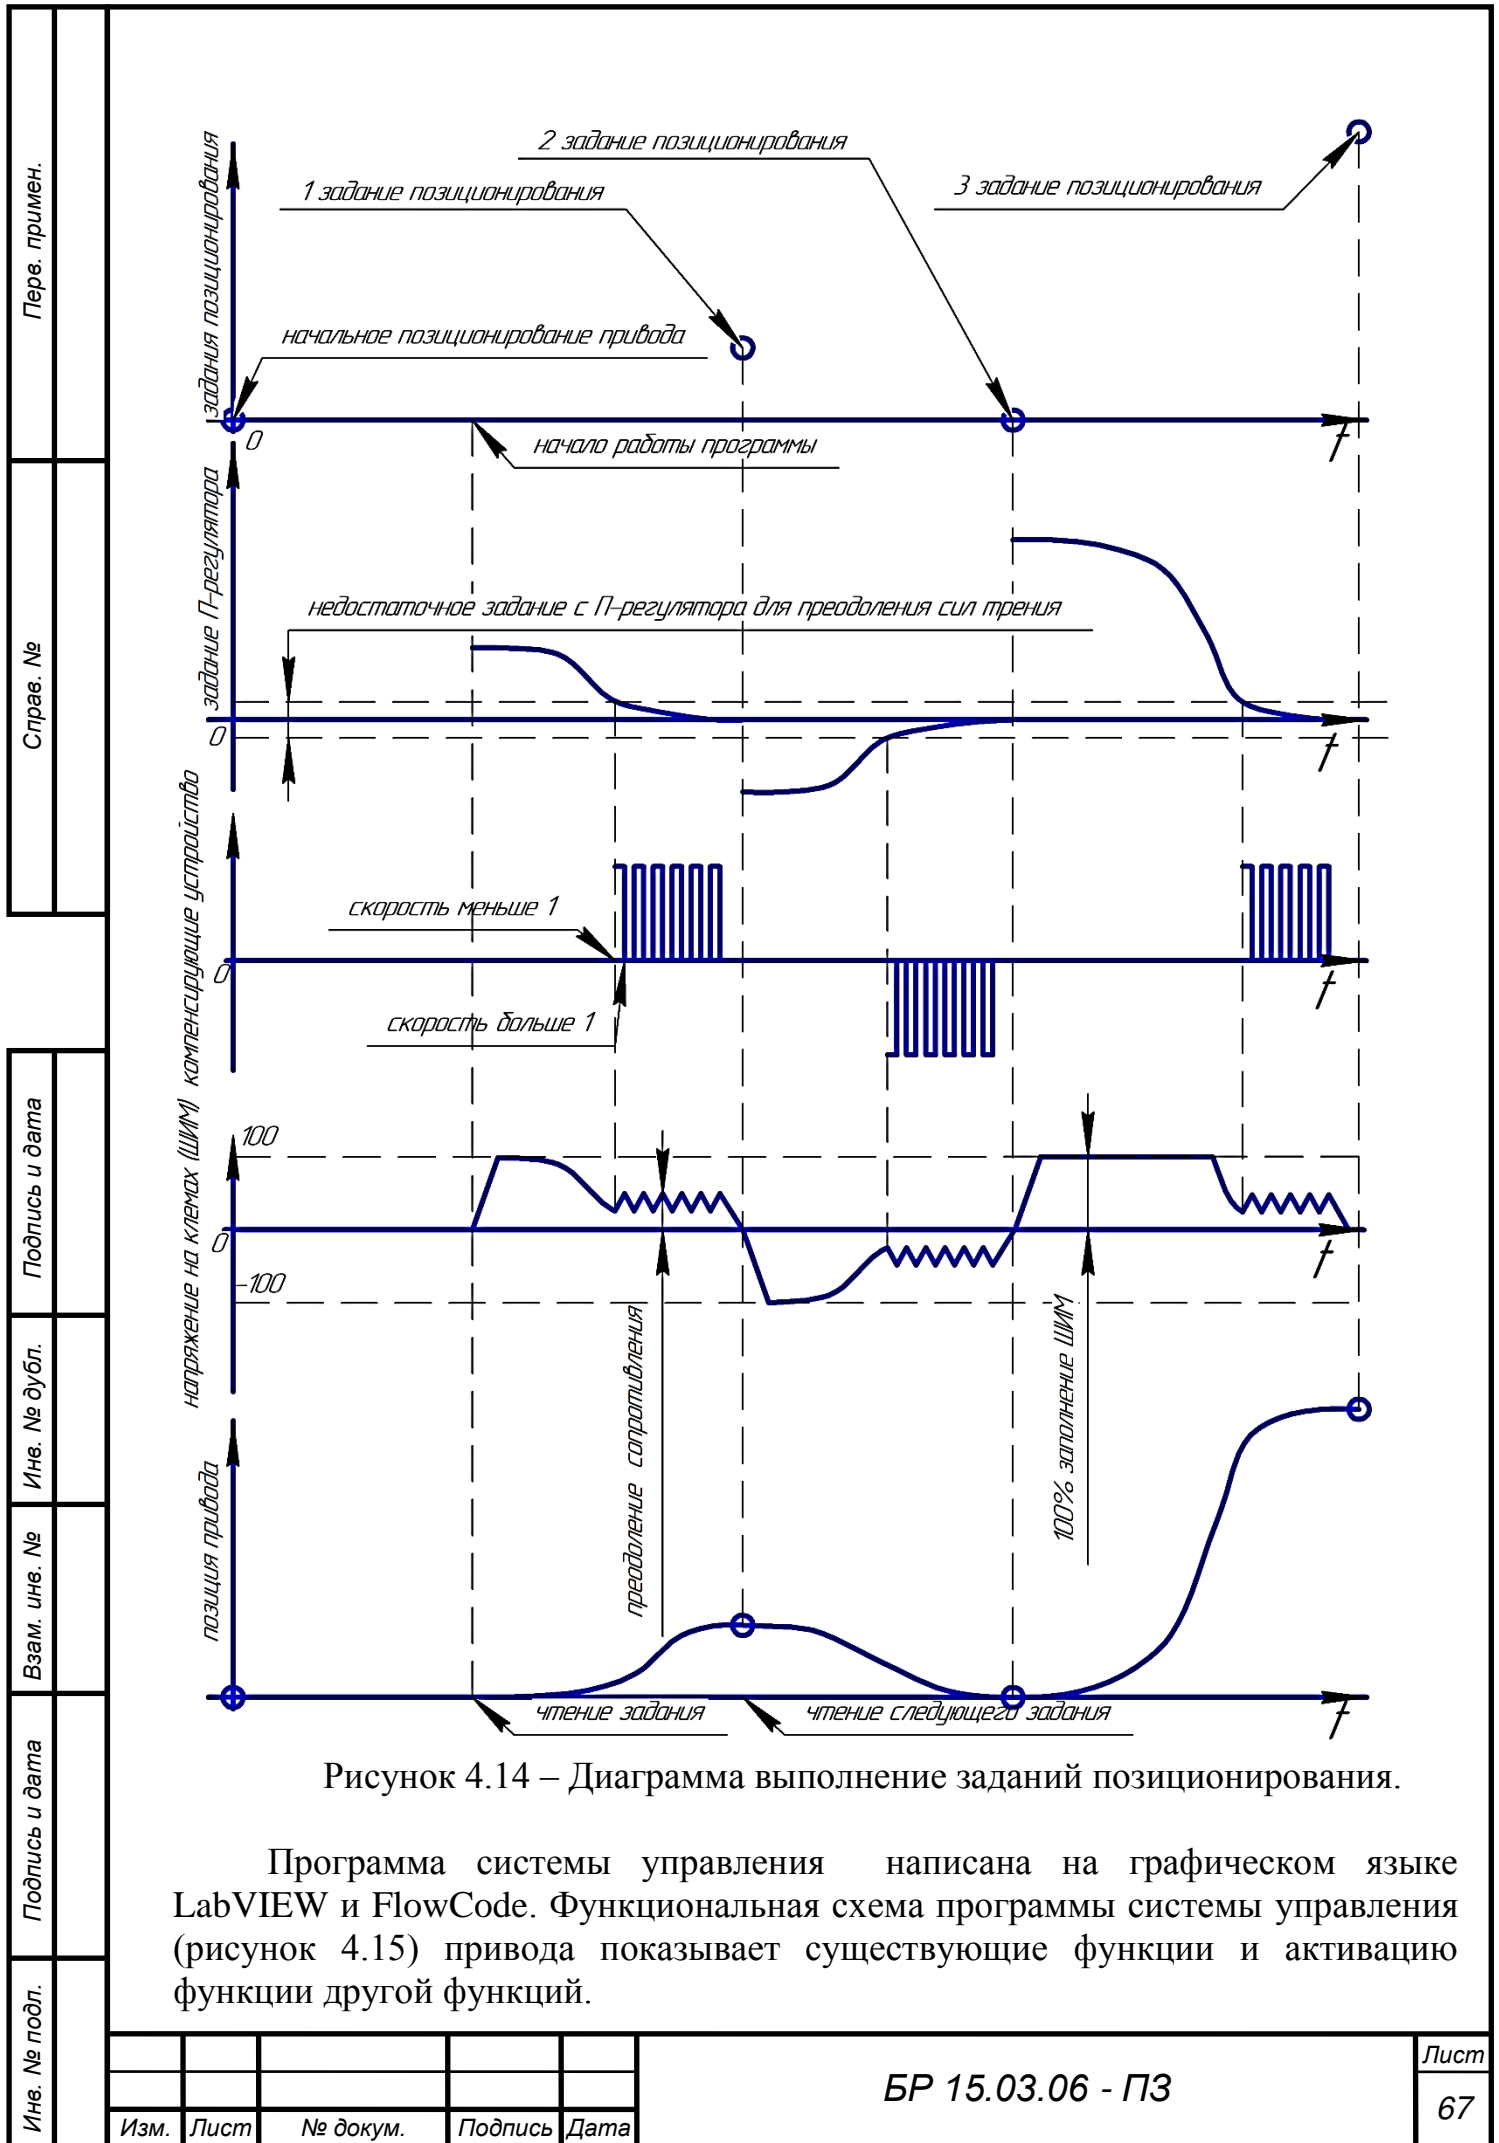 Перв. примен.
Справ. №
Подпись и дата
Инв. № дубл.
Взам. инв. №
Подпись и дата
Инв. № подл.
задания позиционирования
2 задание позиционирования
1 задание позиционирования
3 задание позиционирования
начальное позиционирование привода
0
начало работы программы
t
задание П-регулятора
недостаточное задание с П-регулятора для преодоления сил трения
0
t
компенсирующие устройство
скорость меньше 1
0
скорость больше 1
t
напряжение на клемах (ШИМ)
100
0
-100
t
преодоление сопротивления
100% заполнение ШИМ
позиция привода
чтение задания
чтение следующего задания
t
Рисунок 4.14 – Диаграмма выполнение заданий позиционирования.
Программа системы управления написана на графическом языке
LabVIEW и FlowCode. Функциональная схема программы системы управления
(рисунок 4.15) привода показывает существующие функции и активацию
функции другой функций.
БР 15.03.06 - ПЗ
Лист
67
Изм. Лист № докум. Подпись Дата